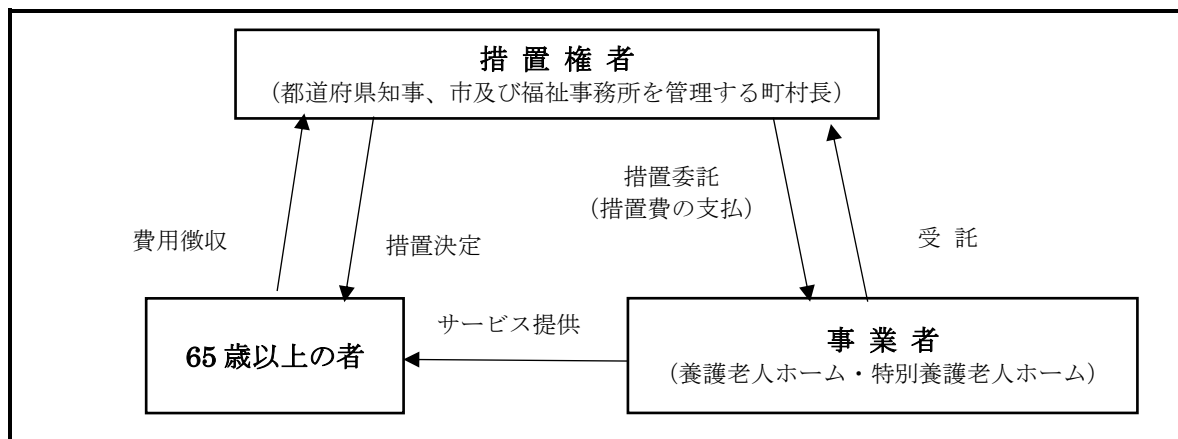 措 置 権 者
（都道府県知事、市及び福祉事務所を管理する町村長）
措置委託
（措置費の支払）
費用徴収
措置決定
受 託
サービス提供
65 歳以上の者
事 業 者
（養護老人ホーム・特別養護老人ホーム）